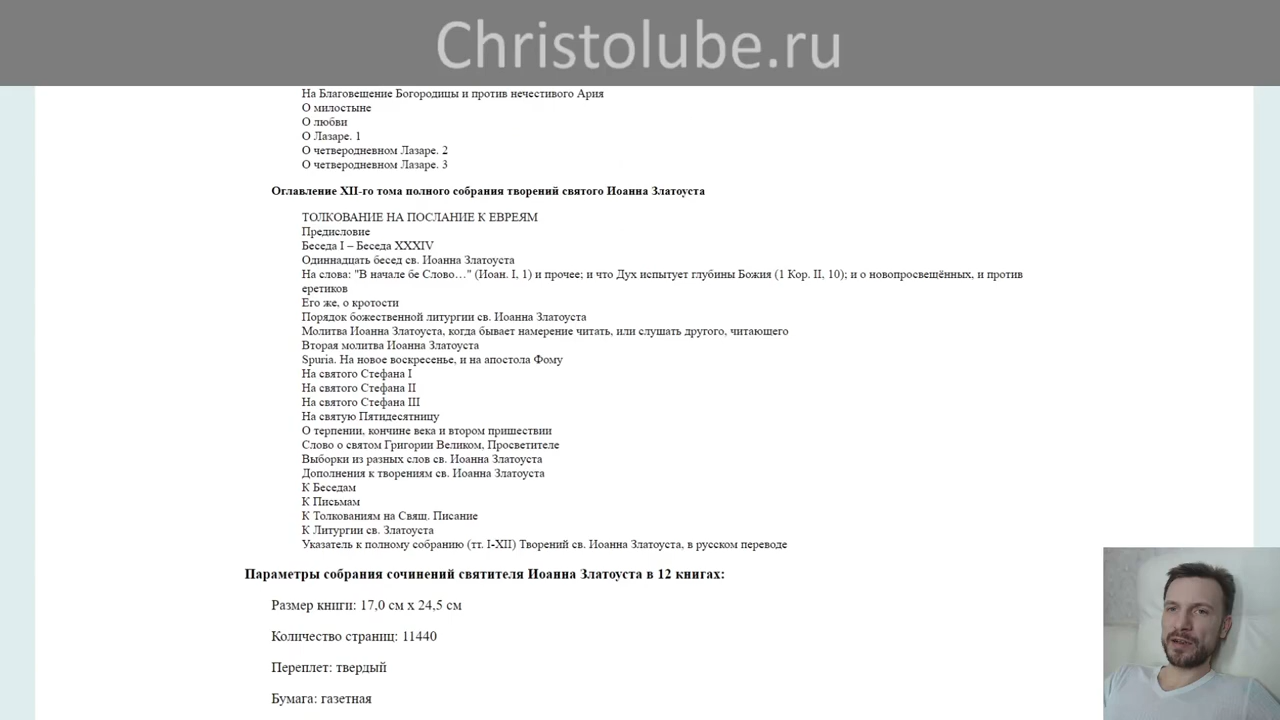 Christolube.ru
На Благовещение Богородицы и против нечестивого Ария
О милостыне
О любви
О Лазаре. 1
О четверодневном Лазаре. 2
О четверодневном Лазаре. 3
Оглавление XII-го тома полного собрания творений святого Иоанна Златоуста
ТОЛКОВАНИЕ НА ПОСЛАНИЕ К ЕВРЕЯМ
Предисловие
Беседа I – Беседа XXXIV
Одиннадцать бесед св. Иоанна Златоуста
На слова: "В начале бе Слово…" (Иоан. I, 1) и прочее; и что Дух испытует глубины Божия (1 Кор. II, 10); и о новопросвещённых, и против
еретиков
Его же, о кротости
Порядок божественной литургии св. Иоанна Златоуста
Молитва Иоанна Златоуста, когда бывает намерение читать, или слушать другого, читающего
Вторая молитва Иоанна Златоуста
Spuria. На новое воскресенье, и на апостола Фому
На святого Стефана I
На святого Стефана II
На святого Стефана III
На святую Пятидесятницу
О терпении, кончине века и втором пришествии
Слово о святом Григории Великом, Просветителе
Выборки из разных слов св. Иоанна Златоуста
Дополнения к творениям св. Иоанна Златоуста
К Беседам
К Письмам
К Толкованиям на Свящ. Писание
К Литургии св. Златоуста
Указатель к полному собранию (тт. I-XII) Творений св. Иоанна Златоуста, в русском переводе
Параметры собрания сочинений святителя Иоанна Златоуста в 12 книгах:
Размер книги: 17,0 см х 24,5 см
Количество страниц: 11440
Переплет: твердый
Бумага: газетная